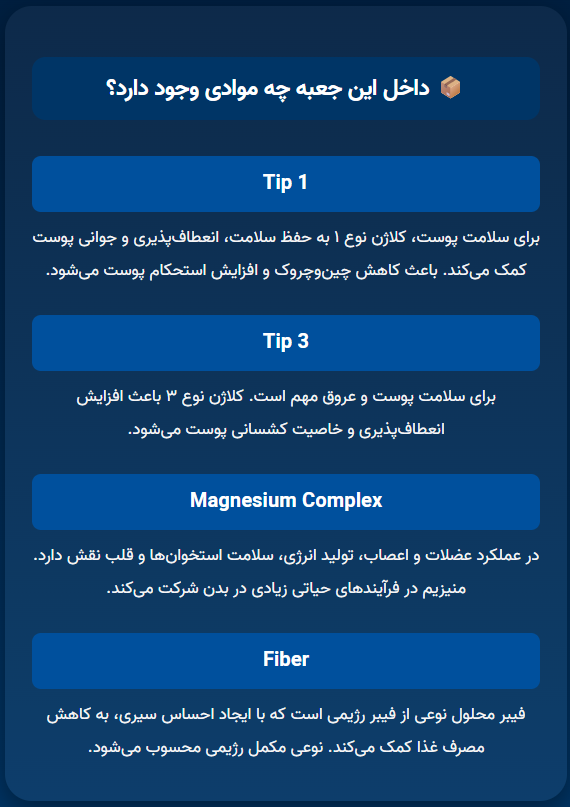 📦 داخل این جعبه چه موادی وجود دارد؟
Tip 1
برای سلامت پوست، کلاژن نوع ۱ به حفظ سلامت، انعطاف‌پذیری و جوانی پوست
کمک می‌کند. باعث کاهش چین‌وچروک و افزایش استحکام پوست می‌شود.
Tip 3
برای سلامت پوست و عروق مهم است. کلاژن نوع ۳ باعث افزایش
انعطاف‌پذیری و خاصیت کشسانی پوست می‌شود.
Magnesium Complex
در عملکرد عضلات و اعصاب، تولید انرژی، سلامت استخوان‌ها و قلب نقش دارد.
منیزیم در فرآیندهای حیاتی زیادی در بدن شرکت می‌کند.
Fiber
فیبر محلول نوعی از فیبر رژیمی است که با ایجاد احساس سیری، به کاهش
مصرف غذا کمک می‌کند. نوعی مکمل رژیمی محسوب می‌شود.